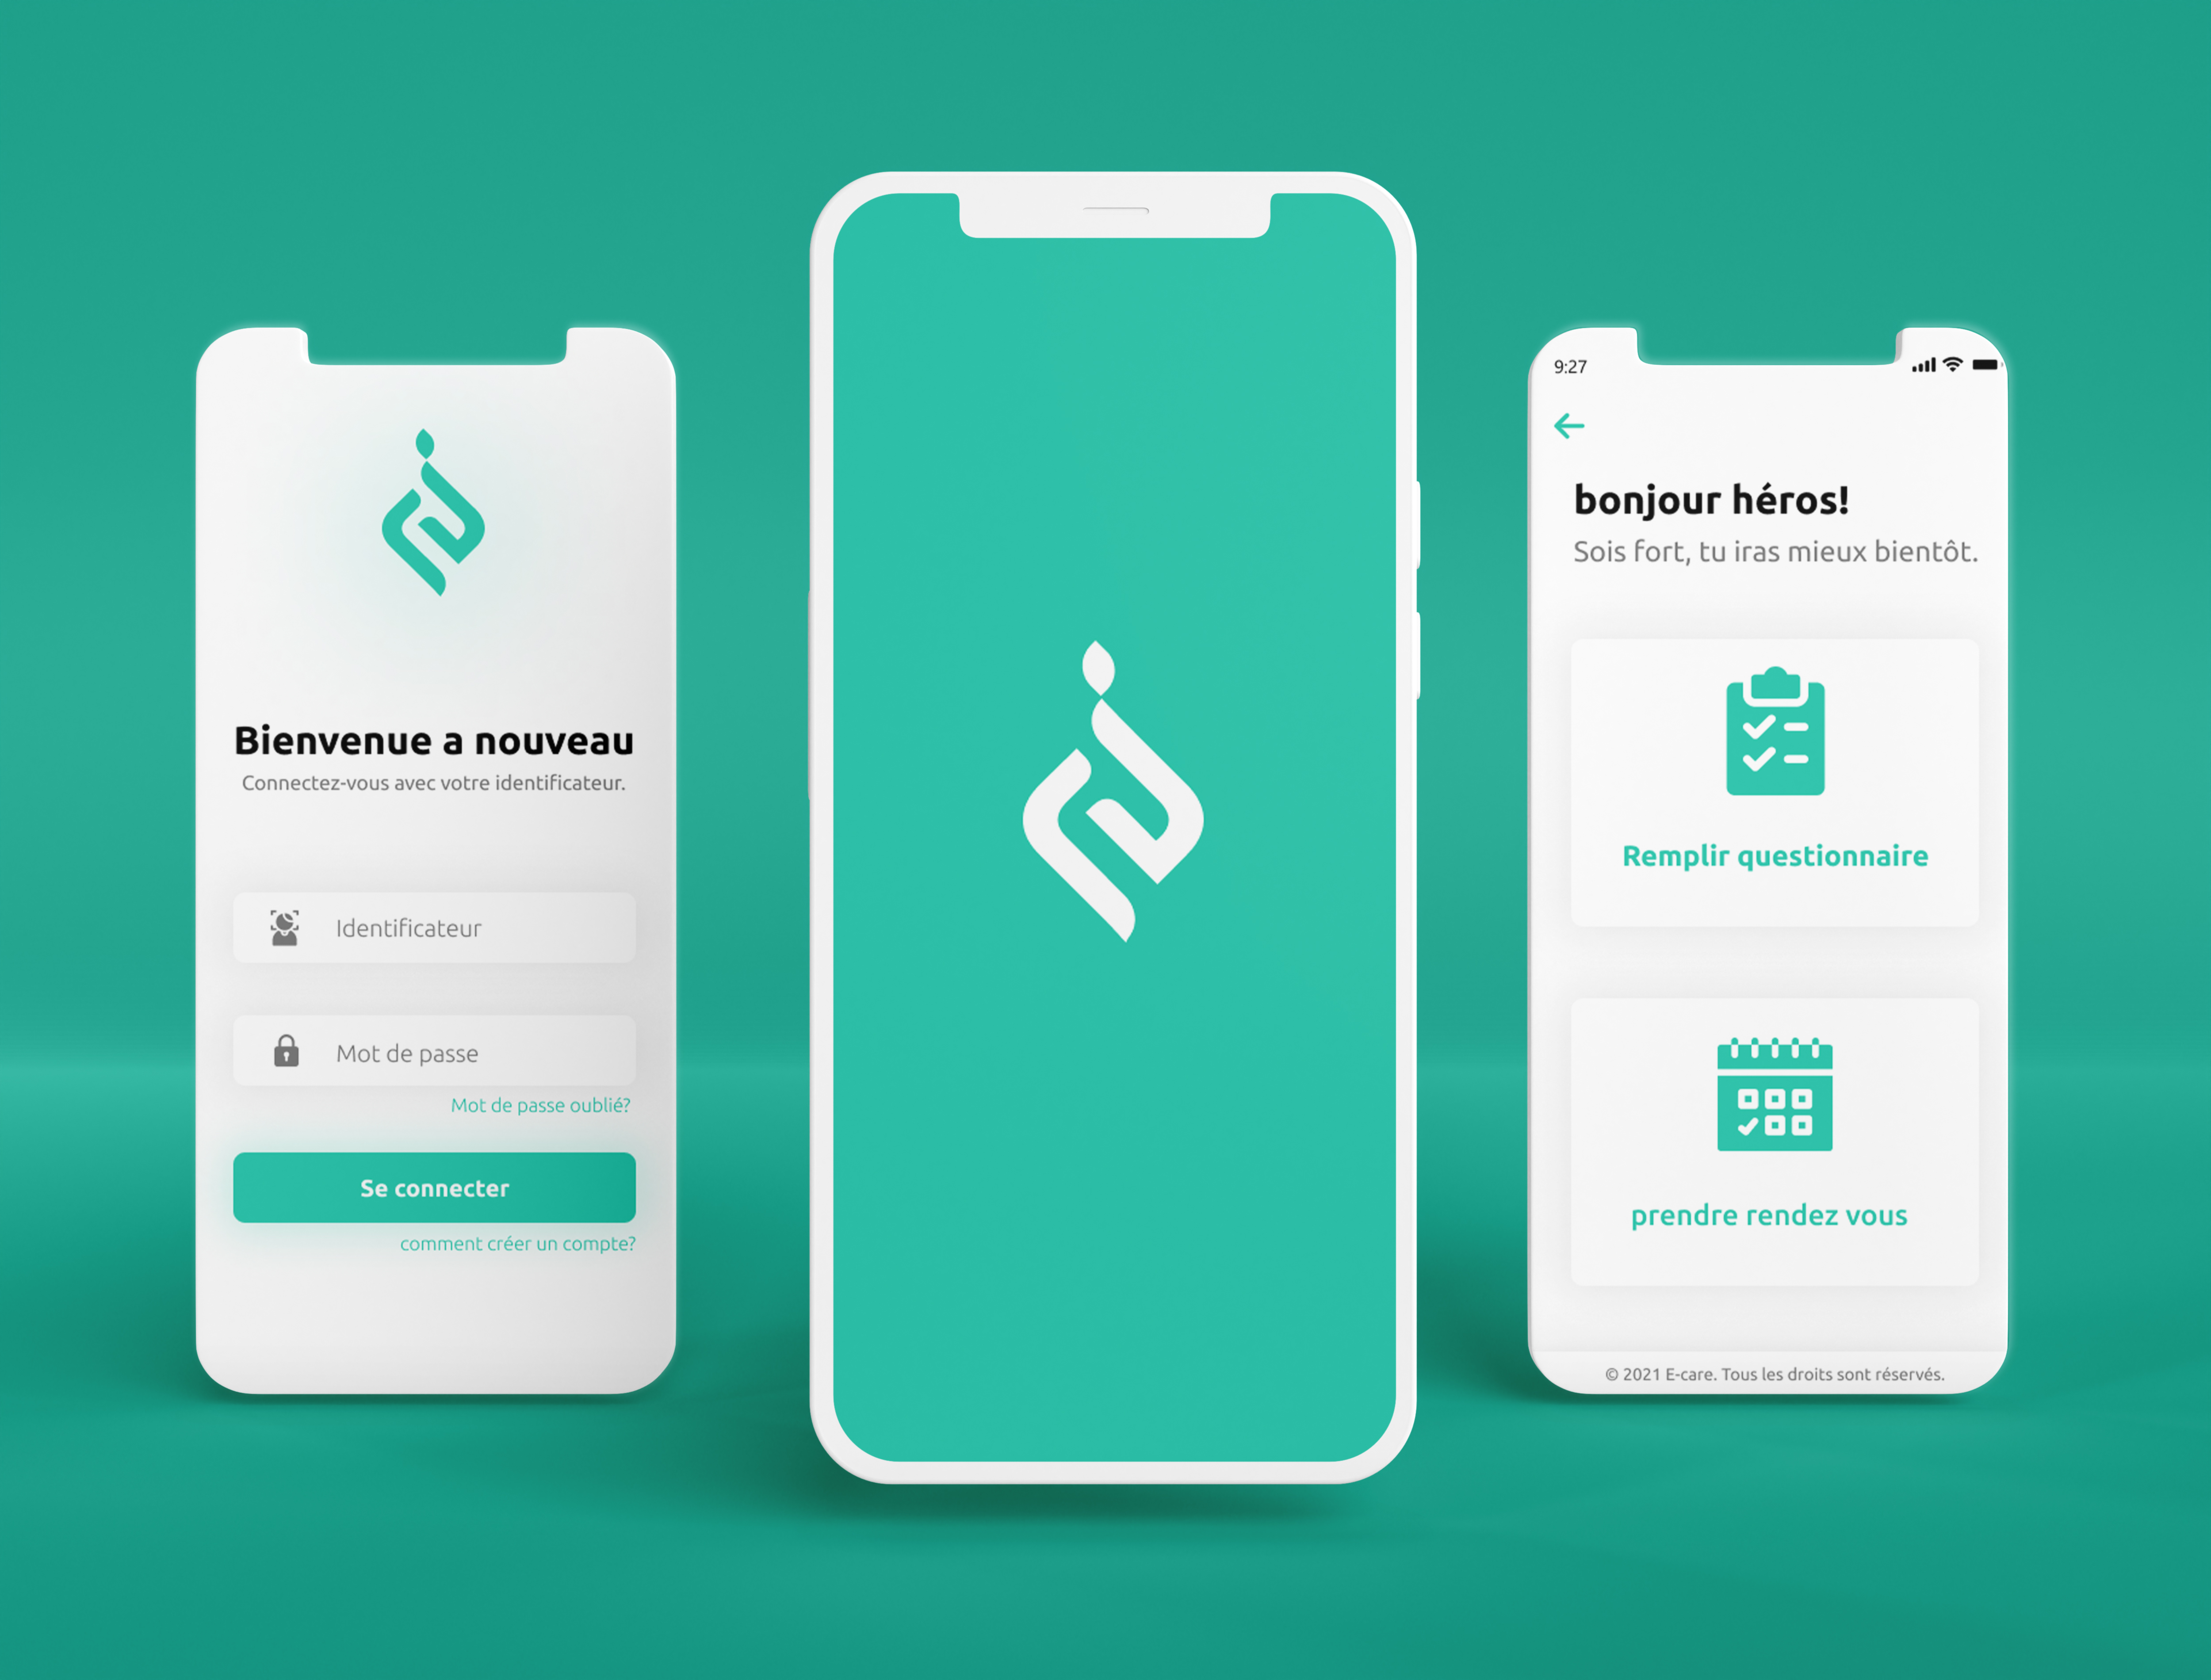 Bienvenue a nouveau
Connectez-vous avec votre identificateur.
Identificateur
Mot de passe
Mot de passe oublié?
Se connecter
comment créer un compte?
9:27
bonjour héros!
Sois fort, tu iras mieux bientôt.
Remplir questionnaire
prendre rendez vous
© 2021 E-care. Tous les droits sont réservés.